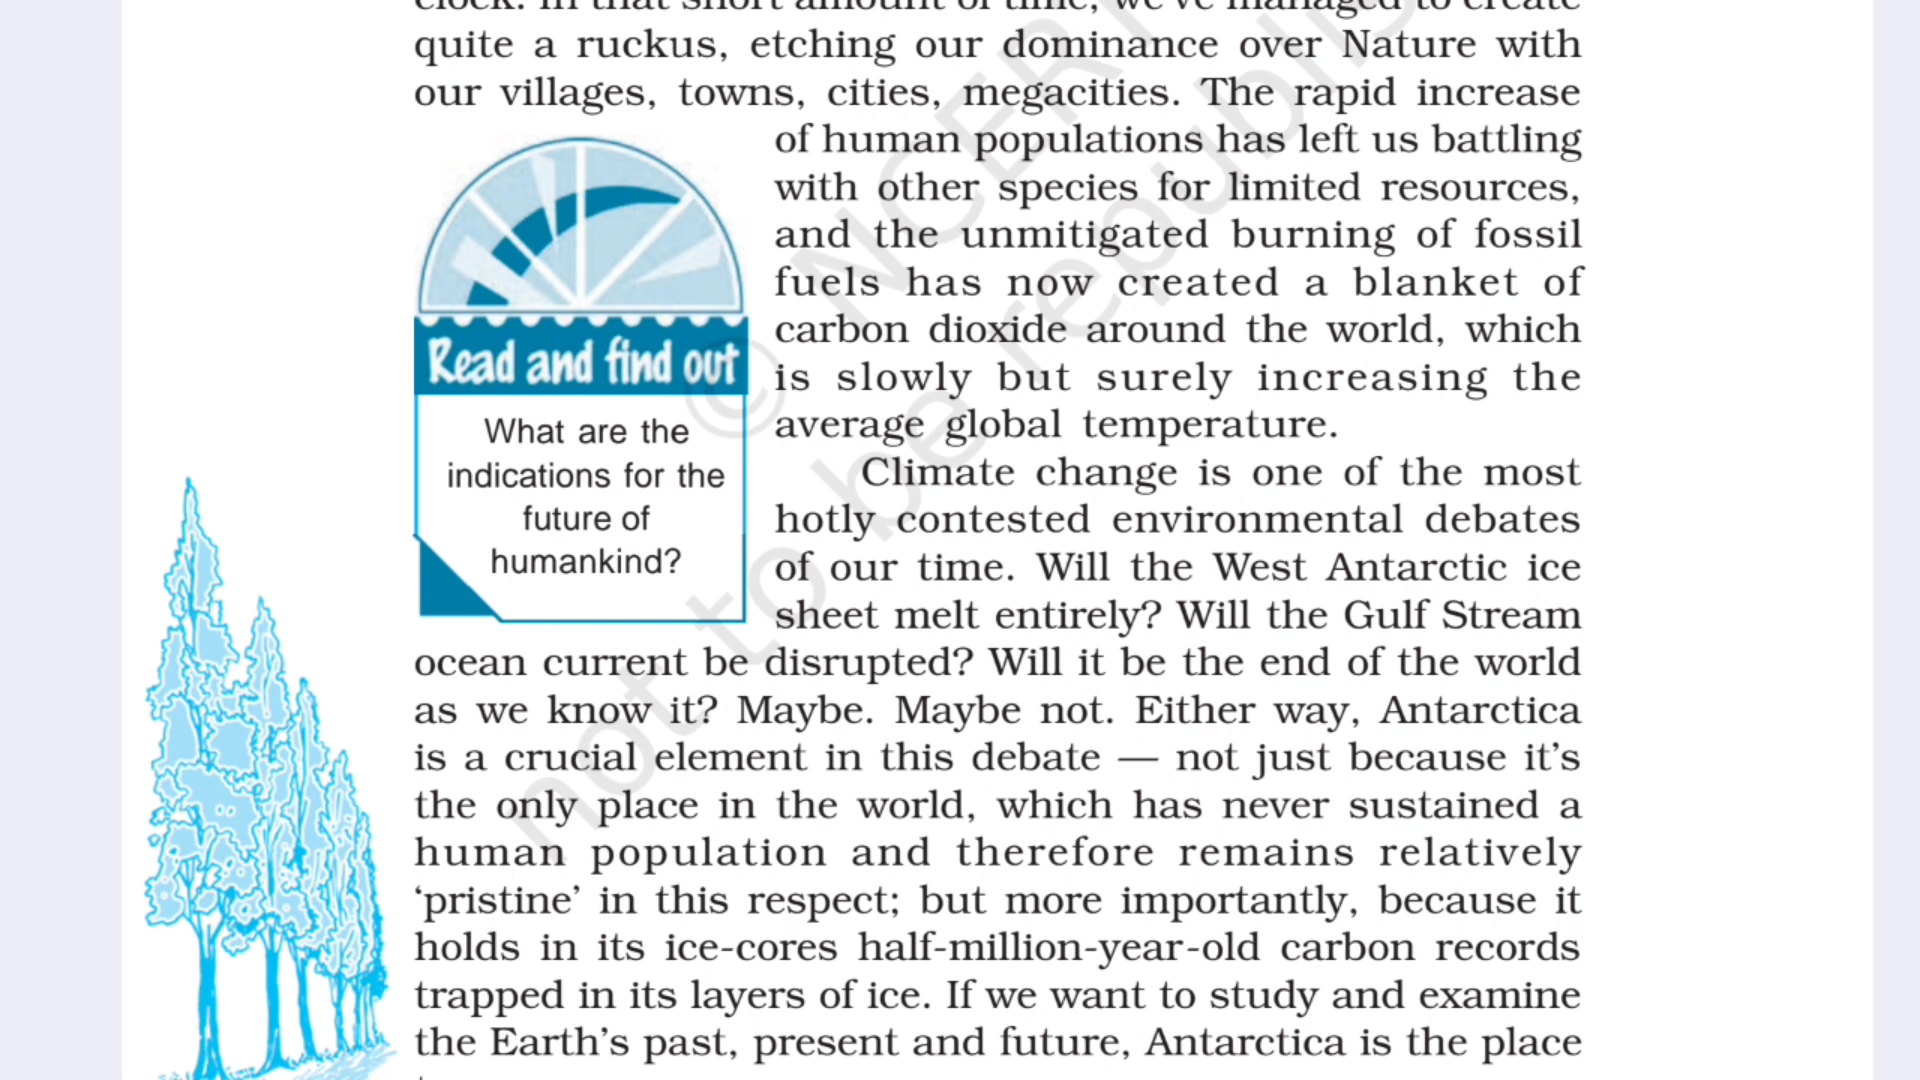 clock. In that short amount of time, we've managed to create
quite a ruckus, etching our dominance over Nature with
our villages, towns, cities, megacities. The rapid increase
of human populations has left us battling
with other species for limited resources,
and the unmitigated burning of fossil
fuels has now created a blanket of
carbon dioxide around the world, which
is slowly but surely increasing the
average global temperature.
Read and find out
What are the
indications for the
future of
humankind?
Climate change is one of the most
hotly contested environmental debates
of our time. Will the West Antarctic ice
sheet melt entirely? Will the Gulf Stream
ocean current be disrupted? Will it be the end of the world
as we know it? Maybe. Maybe not. Either way, Antarctica
is a crucial element in this debate — not just because it's
the only place in the world, which has never sustained a
human population and therefore remains relatively
‘pristine’ in this respect; but more importantly, because it
holds in its ice-cores half-million-year-old carbon records
trapped in its layers of ice. If we want to study and examine
the Earth's past, present and future, Antarctica is the place
© NCERT
not to be republis